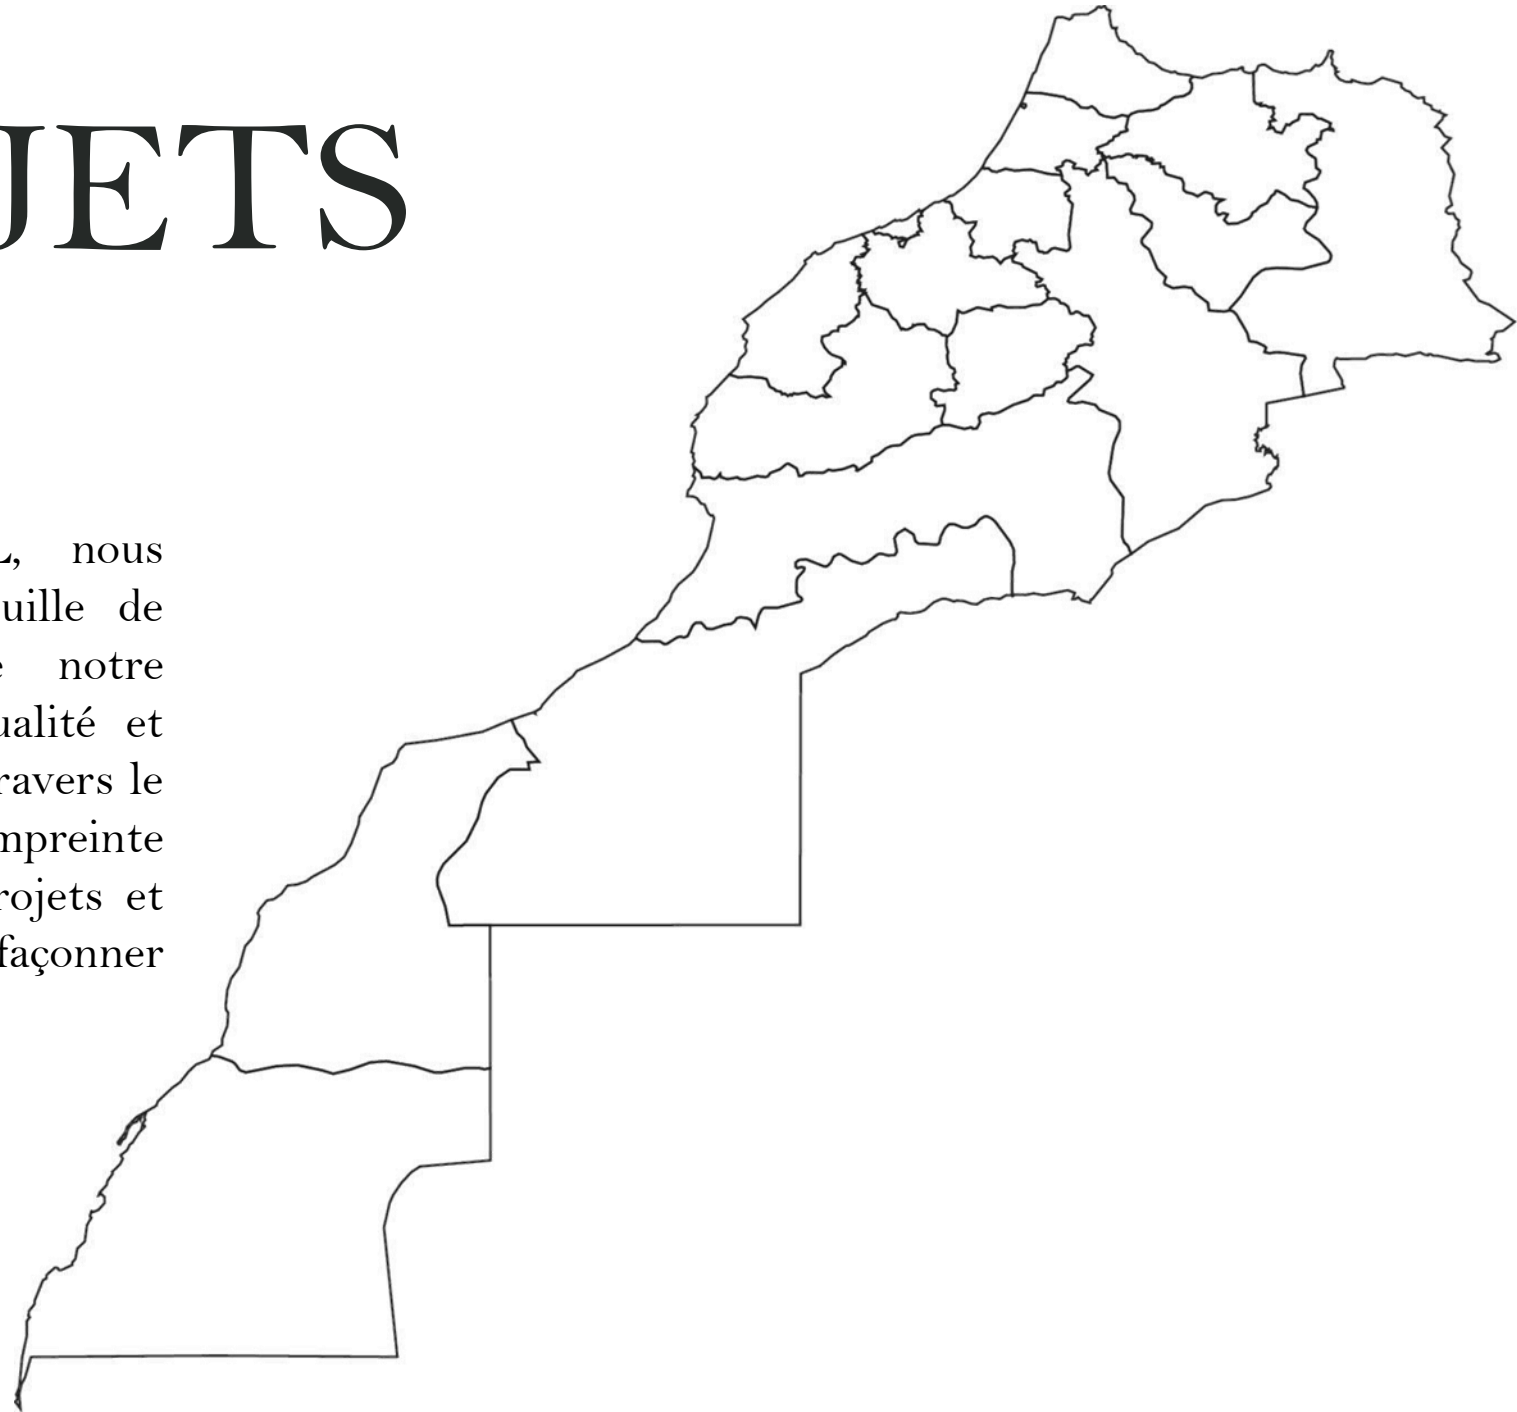 JETS
L, nous
uille de
e notre
ualité et
ravers le
mpreinte
rojets et
façonner